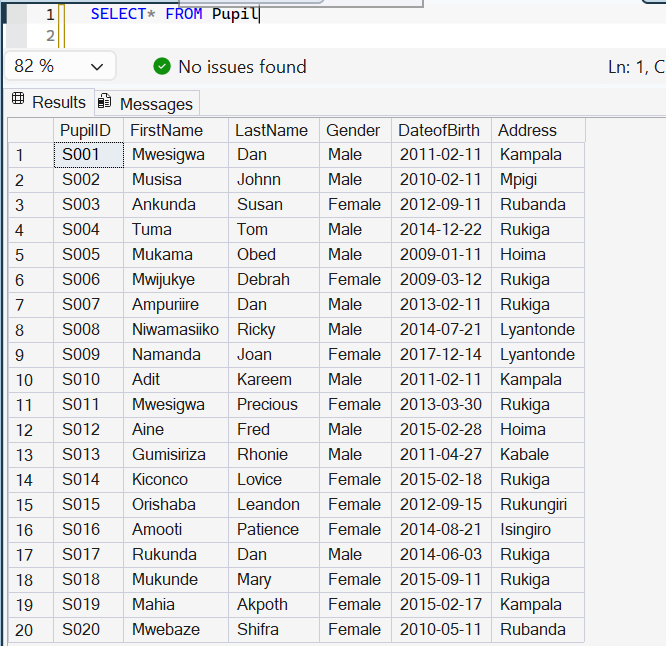 1 SELECT* FROM Pupil
2
82 % No issues found Ln: 1, C
Results Messages
PupilID FirstName LastName Gender DateofBirth Address
1 S001 Mwesigwa Dan Male 2011-02-11 Kampala
2 S002 Musisa Johnn Male 2010-02-11 Mpigi
3 S003 Ankunda Susan Female 2012-09-11 Rubanda
4 S004 Tuma Tom Male 2014-12-22 Rukiga
5 S005 Mukama Obed Male 2009-01-11 Hoima
6 S006 Mwijukye Debrah Female 2009-03-12 Rukiga
7 S007 Ampuriire Dan Male 2013-02-11 Rukiga
8 S008 Niwamasiiko Ricky Male 2014-07-21 Lyantonde
9 S009 Namanda Joan Female 2017-12-14 Lyantonde
10 S010 Adit Kareem Male 2011-02-11 Kampala
11 S011 Mwesigwa Precious Female 2013-03-30 Rukiga
12 S012 Aine Fred Male 2015-02-28 Hoima
13 S013 Gumisiriza Rhonie Male 2011-04-27 Kabale
14 S014 Kiconco Lovice Female 2015-02-18 Rukiga
15 S015 Orishaba Leandon Female 2012-09-15 Rukungiri
16 S016 Amooti Patience Female 2014-08-21 Isingiro
17 S017 Rukunda Dan Male 2014-06-03 Rukiga
18 S018 Mukunde Mary Female 2015-09-11 Rukiga
19 S019 Mahia Akpoth Female 2015-02-17 Kampala
20 S020 Mwebaze Shifra Female 2010-05-11 Rubanda